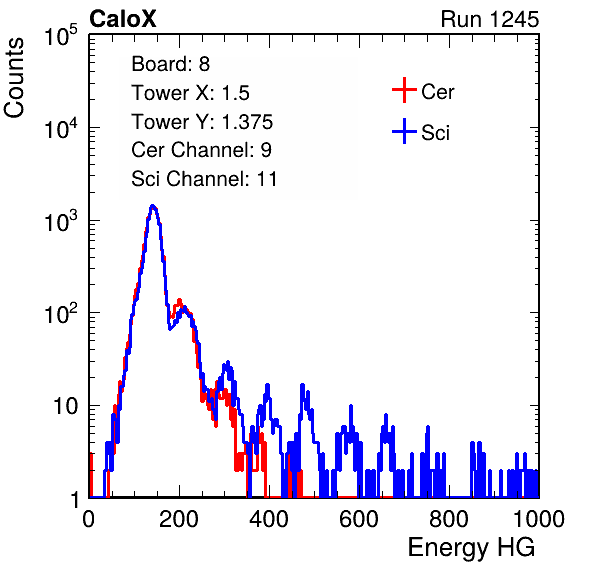 CaloX Run 1245
Counts
10^5
Board: 8
Tower X: 1.5
Tower Y: 1.375
Cer Channel: 9
Sci Channel: 11
Cer
Sci
10^4
10^3
10^2
10
1
0 200 400 600 800 1000
Energy HG